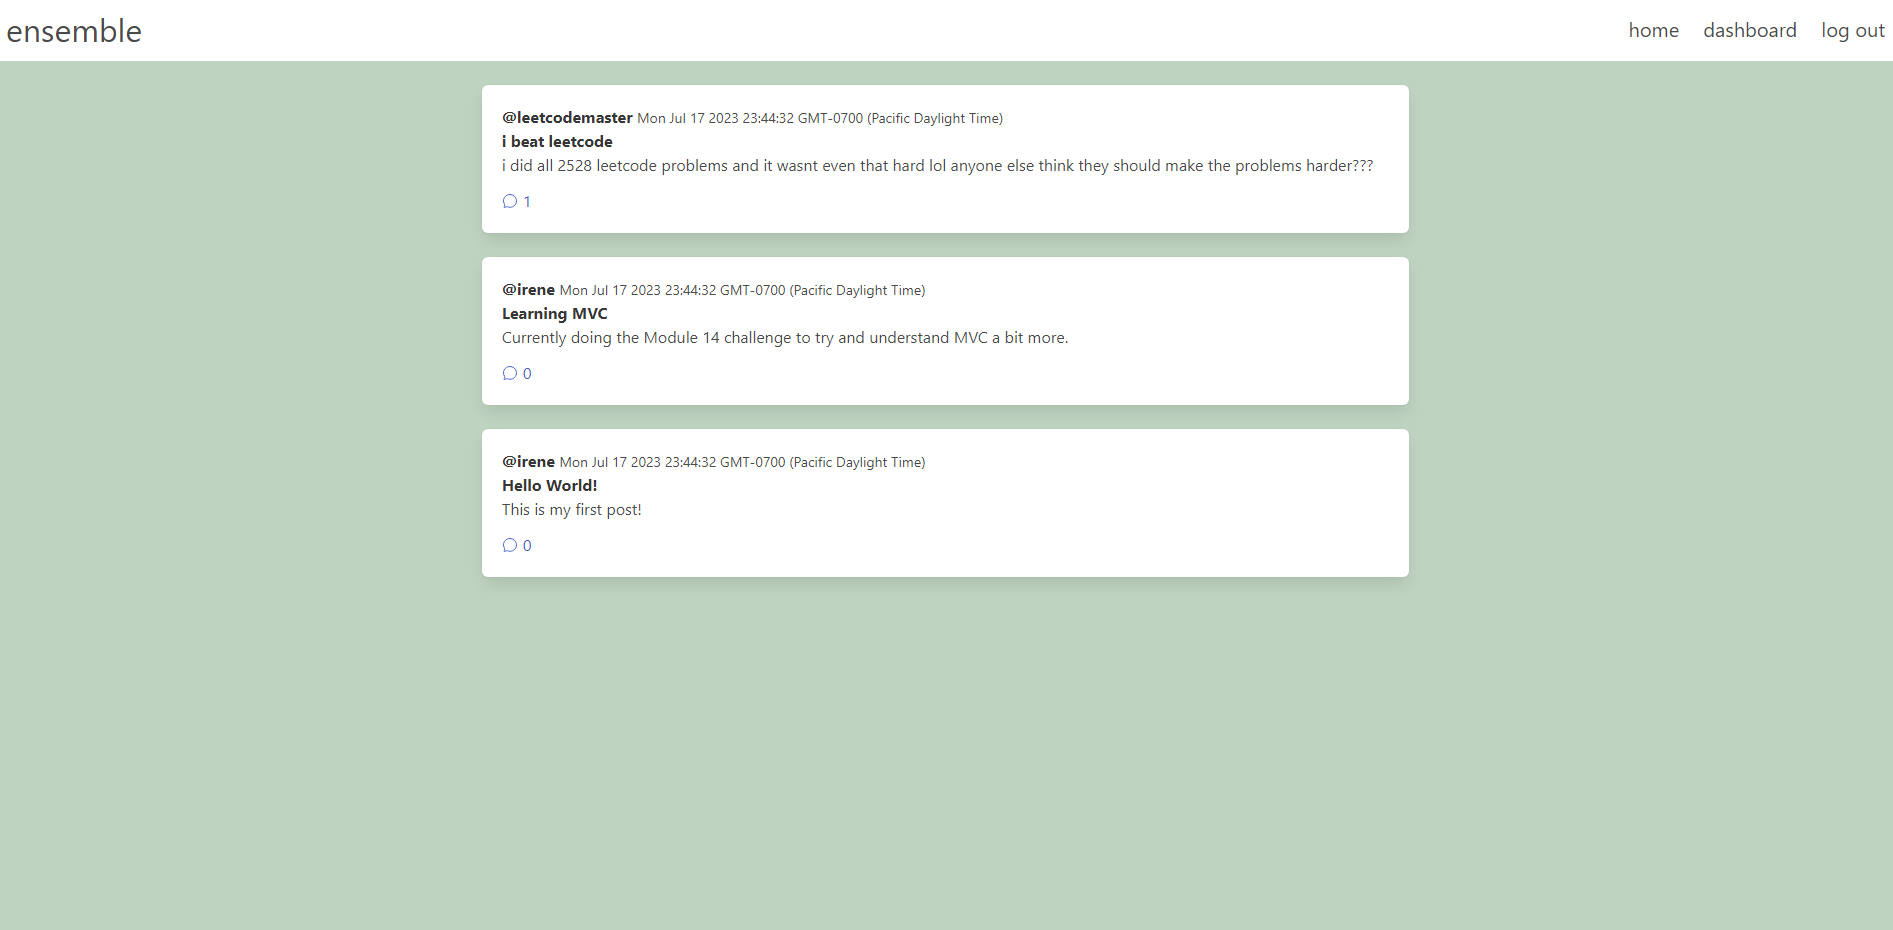 ensemble
home dashboard log out
@leetcodemaster Mon Jul 17 2023 23:44:32 GMT-0700 (Pacific Daylight Time)
i beat leetcode
i did all 2528 leetcode problems and it wasnt even that hard lol anyone else think they should make the problems harder???
1
@irene Mon Jul 17 2023 23:44:32 GMT-0700 (Pacific Daylight Time)
Learning MVC
Currently doing the Module 14 challenge to try and understand MVC a bit more.
0
@irene Mon Jul 17 2023 23:44:32 GMT-0700 (Pacific Daylight Time)
Hello World!
This is my first post!
0